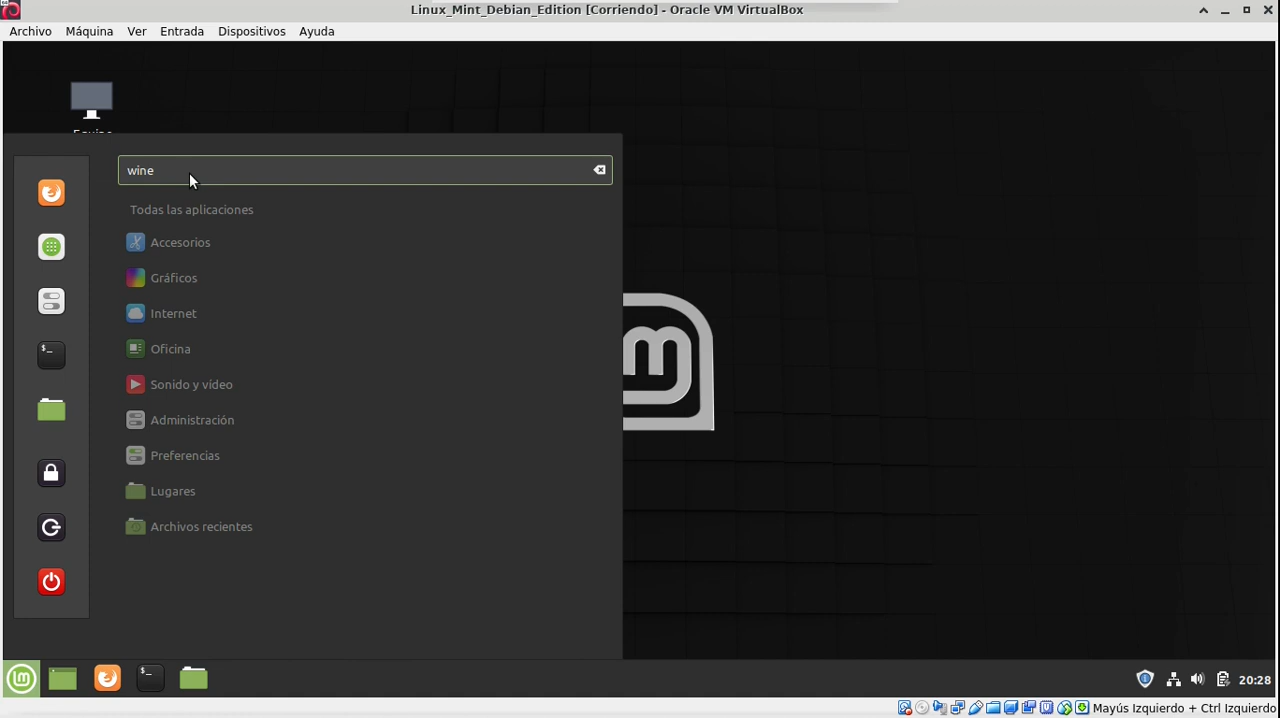 Linux_Mint_Debian_Edition [Corriendo] - Oracle VM VirtualBox
Archivo Máquina Ver Entrada Dispositivos Ayuda
wine
Todas las aplicaciones
Accesorios
Gráficos
Internet
Oficina
Sonido y vídeo
Administración
Preferencias
Lugares
Archivos recientes
20:28
Mayús Izquierdo + Ctrl Izquierdo